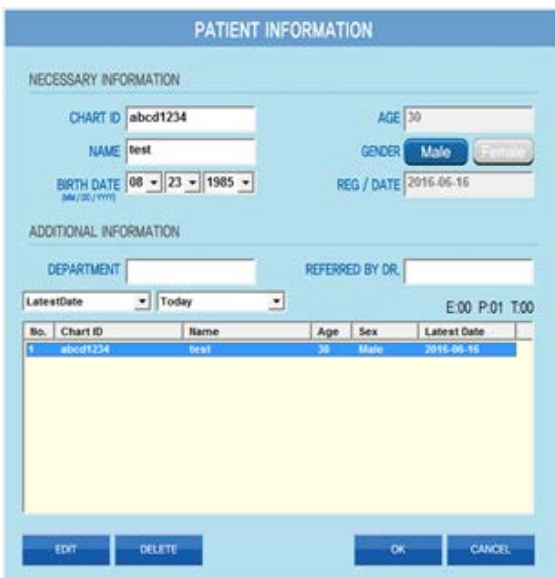 PATIENT INFORMATION
NECESSARY INFORMATION
CHART ID abcd1234 AGE 30
NAME test GENDER Male Female
BIRTH DATE 08 23 1985 REG / DATE 2016-06-16
(MM / DD / YYYY)
ADDITIONAL INFORMATION
DEPARTMENT REFERRED BY DR.
LatestDate Today E:00 P:01 T:00
No. Chart ID Name Age Sex Latest Date
1 abcd1234 test 30 Male 2016-06-16
EDIT DELETE OK CANCEL